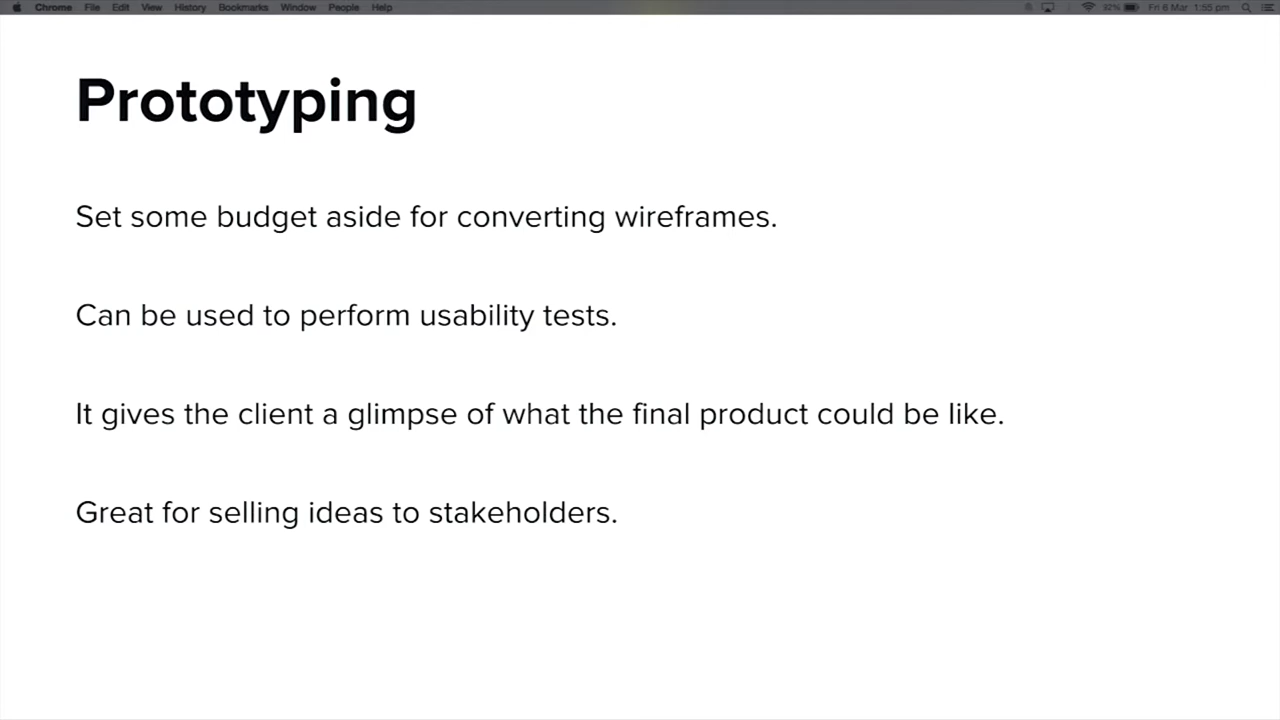 Chrome File Edit View History Bookmarks Window People Help 92% Fri 6 Mar 1:55 pm
Prototyping
Set some budget aside for converting wireframes.
Can be used to perform usability tests.
It gives the client a glimpse of what the final product could be like.
Great for selling ideas to stakeholders.